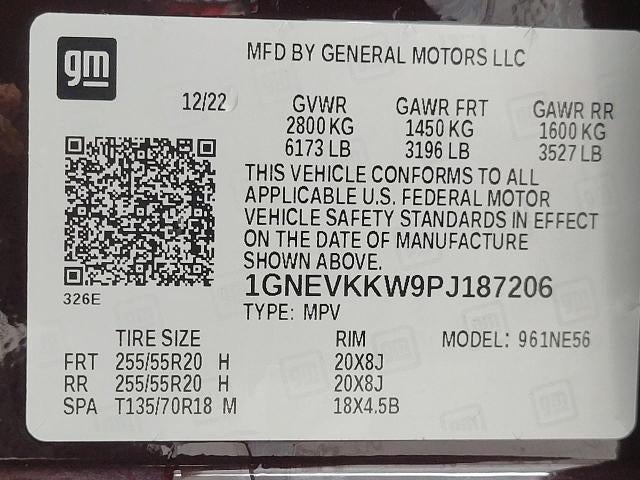 gm
MFD BY GENERAL MOTORS LLC
12/22 GVWR GAWR FRT GAWR RR
2800 KG 1450 KG 1600 KG
6173 LB 3196 LB 3527 LB
THIS VEHICLE CONFORMS TO ALL
APPLICABLE U.S. FEDERAL MOTOR
VEHICLE SAFETY STANDARDS IN EFFECT
ON THE DATE OF MANUFACTURE
SHOWN ABOVE.
326E
1GNEVKKW9PJ187206
TYPE: MPV
TIRE SIZE RIM MODEL: 961NE56
FRT 255/55R20 H 20X8J
RR 255/55R20 H 20X8J
SPA T135/70R18 M 18X4.5B